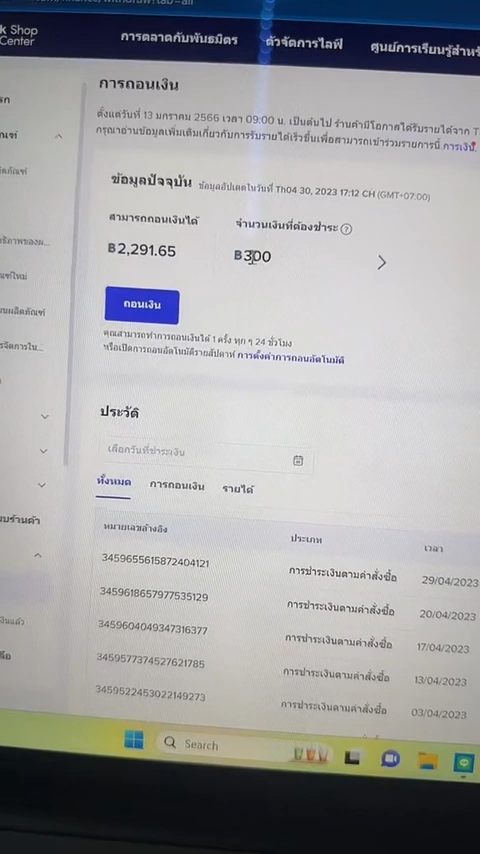 k Shop
Center
การตลาดกับพันธมิตร
ตัวจัดการไลฟ์
ศูนย์การเรียนรู้สำหร
การถอนเงิน
ตั้งแต่วันที่ 13 มกราคม 2566 เวลา 09:00 น. เป็นต้นไป ร้านค้ามีโอกาสได้รับรายได้จาก T
กรุณาอ่านข้อมูลเพิ่มเติมเกี่ยวกับการรับรายได้เร็วขึ้นเพื่อสามารถเข้าร่วมรายการนี้ การเงิน
ข้อมูลปัจจุบัน ข้อมูลอัปเดตในวันที่ Th04 30, 2023 17:12 CH (GMT+07:00)
สามารถถอนเงินได้
จำนวนเงินที่ต้องชำระ
฿2,291.65
฿300
ถอนเงิน
คุณสามารถทำการถอนเงินได้ 1 ครั้ง ทุก ๆ 24 ชั่วโมง
หรือเปิดการถอนอัตโนมัติรายสัปดาห์ การตั้งค่าการถอนอัตโนมัติ
ประวัติ
เลือกวันที่ชำระเงิน
ทั้งหมด
การถอนเงิน
รายได้
หมายเลขอ้างอิง
ประเภท
เวลา
3459655615872404121
การชำระเงินตามคำสั่งซื้อ
29/04/2023
3459618657977535129
การชำระเงินตามคำสั่งซื้อ
20/04/2023
3459604049347316377
การชำระเงินตามคำสั่งซื้อ
17/04/2023
3459577374527621785
การชำระเงินตามคำสั่งซื้อ
13/04/2023
3459522453022149273
การชำระเงินตามคำสั่งซื้อ
03/04/2023
Search